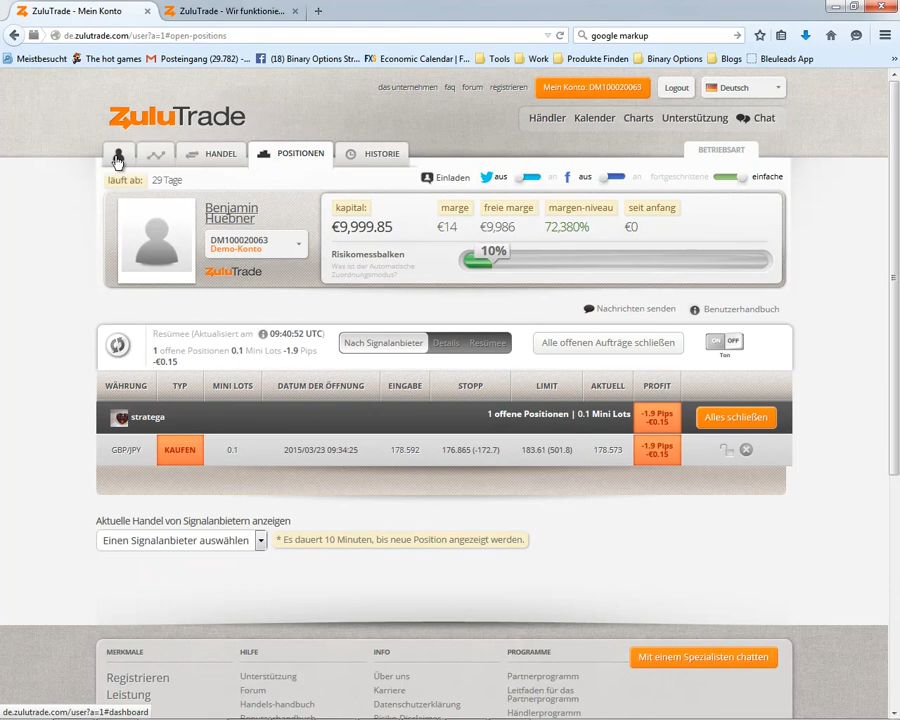 ZuluTrade - Mein Konto
ZuluTrade - Wir funktionie...
de.zulutrade.com/user?a=1#open-positions
google markup
Meistbesucht
The hot games
Posteingang (29.782) -...
(18) Binary Options Str...
FXS Economic Calendar | F...
Tools
Work
Produkte Finden
Binary Options
Blogs
Bleuleads App
das unternehmen
faq
forum
registrieren
Mein Konto: DM100020063
Logout
Deutsch
ZuluTrade
Händler
Kalender
Charts
Unterstützung
Chat
HANDEL
POSITIONEN
HISTORIE
BETRIEBSART
läuft ab: 29 Tage
Einladen
aus
an
aus
an
fortgeschrittene
einfache
Benjamin
Huebner
DM100020063
Demo-Konto
ZuluTrade
kapital:
marge
freie marge
margen-niveau
seit anfang
€9,999.85
€14
€9,986
72,380%
€0
Risikomessbalken
Was ist der Automatische
Zuordnungsmodus?
10%
Nachrichten senden
Benutzerhandbuch
Resümee (Aktualisiert am 09:40:52 UTC)
1 offene Positionen 0.1 Mini Lots -1.9 Pips
-€0.15
Nach Signalanbieter
Details
Resümee
Alle offenen Aufträge schließen
ON OFF
Ton
WÄHRUNG
TYP
MINI LOTS
DATUM DER ÖFFNUNG
EINGABE
STOPP
LIMIT
AKTUELL
PROFIT
stratega
1 offene Positionen | 0.1 Mini Lots
-1.9 Pips
-€0.15
Alles schließen
GBP/JPY
KAUFEN
0.1
2015/03/23 09:34:25
178.592
176.865 (-172.7)
183.61 (501.8)
178.573
-1.9 Pips
-€0.15
Aktuelle Handel von Signalanbietern anzeigen
Einen Signalanbieter auswählen
* Es dauert 10 Minuten, bis neue Position angezeigt werden.
MERKMALE
HILFE
INFO
PROGRAMME
Mit einem Spezialisten chatten
Registrieren
Unterstützung
Über uns
Partnerprogramm
Leistung
Forum
Karriere
Leitfaden für das
Partnerprogramm
Handels-handbuch
Datenschutzerklärung
Händlerprogramm
Benutzerhandbuch
Risiko Disclaimer
de.zulutrade.com/user?a=1#dashboard